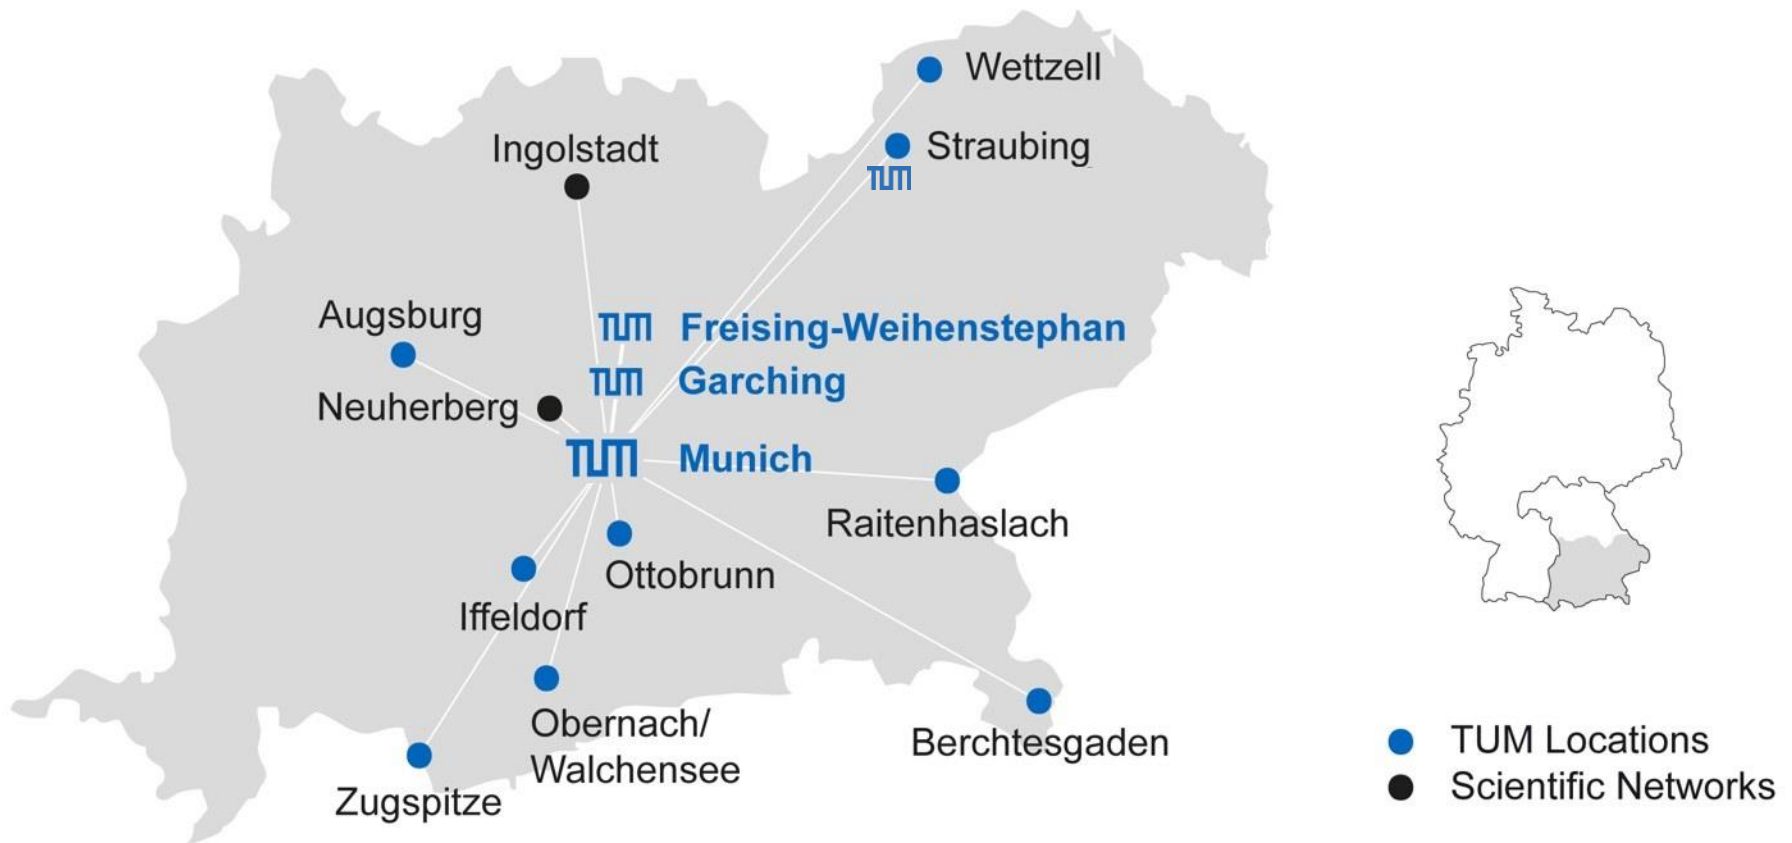 Wettzell
Straubing
TUM
Ingolstadt
Augsburg
TUM Freising-Weihenstephan
TUM Garching
Neuherberg
TUM Munich
Raitenhaslach
Ottobrunn
Iffeldorf
Obernach/
Walchensee
Berchtesgaden
Zugspitze
TUM Locations
Scientific Networks